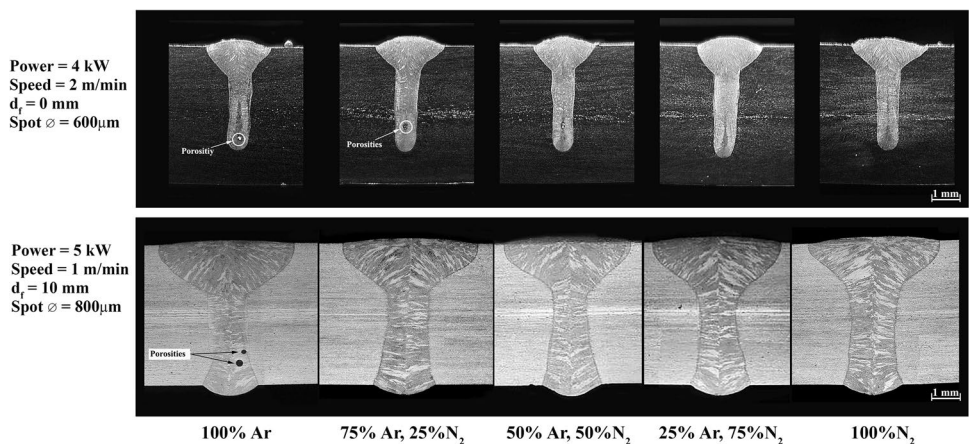 Power = 4 kW
Speed = 2 m/min
d_f = 0 mm
Spot ⌀ = 600μm
Porositiy
Porosities
1 mm
Power = 5 kW
Speed = 1 m/min
d_f = 10 mm
Spot ⌀ = 800μm
Porosities
1 mm
100% Ar
75% Ar, 25%N₂
50% Ar, 50%N₂
25% Ar, 75%N₂
100%N₂